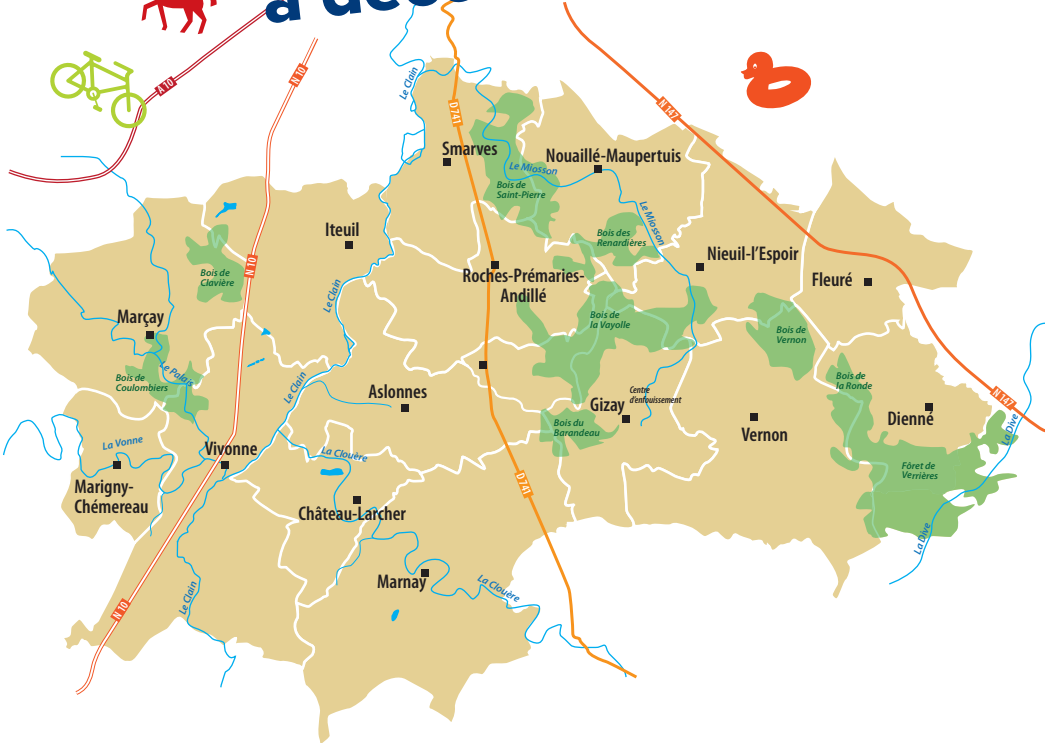 à déco
A 10
N 10
Le Clain
D 741
N 147
Smarves
Nouaillé-Maupertuis
Le Miosson
Bois de
Saint-Pierre
Le Miosson
Iteuil
Bois des
Renardières
Nieuil-l'Espoir
Bois de
Clavière
N 10
Roches-Prémaries-
Andillé
Fleuré
Le Clain
Marçay
Bois de
la Vayolle
Bois de
Vernon
Le Palais
Bois de
Coulombiers
Le Clain
Aslonnes
Gizay
Centre
d'enfouissement
Bois de
la Ronde
N 147
Dienné
La Dive
Bois du
Barandeau
Vernon
La Vonne
Vivonne
La Clouère
Fôret de
Verrières
Marigny-
Chémereau
D 741
Château-Larcher
La Dive
Marnay
La Clouère
Le Clain
N 10